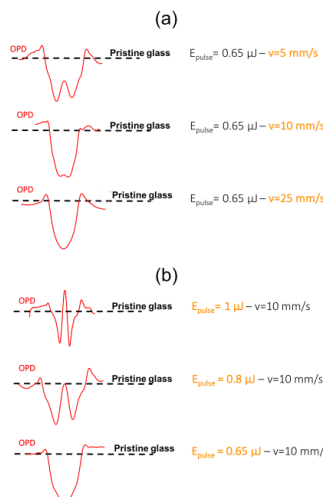 (a)
OPD
Pristine glass
Epulse= 0.65 µJ – v=5 mm/s
OPD
Pristine glass
Epulse= 0.65 µJ – v=10 mm/s
OPD
Pristine glass
Epulse= 0.65 µJ – v=25 mm/s
(b)
OPD
Pristine glass
Epulse= 1 µJ – v=10 mm/s
OPD
Pristine glass
Epulse = 0.8 µJ – v=10 mm/s
OPD
Pristine glass
Epulse = 0.65 µJ – v=10 mm/